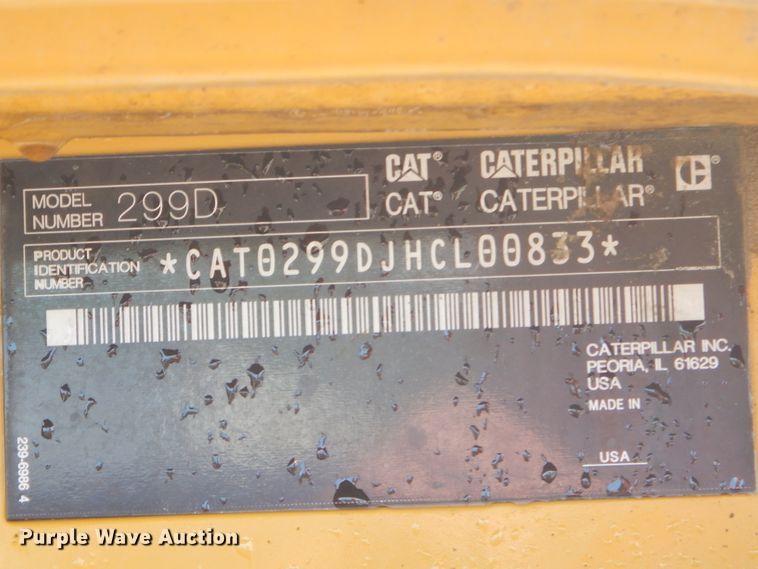 CAT® CATERPILLAR
CAT® CATERPILLAR®
MODEL NUMBER 299D
PRODUCT IDENTIFICATION NUMBER *CAT0299DJHCL00833*
CATERPILLAR INC.
PEORIA, IL 61629
USA
MADE IN
USA
239-6986 4
Purple Wave Auction